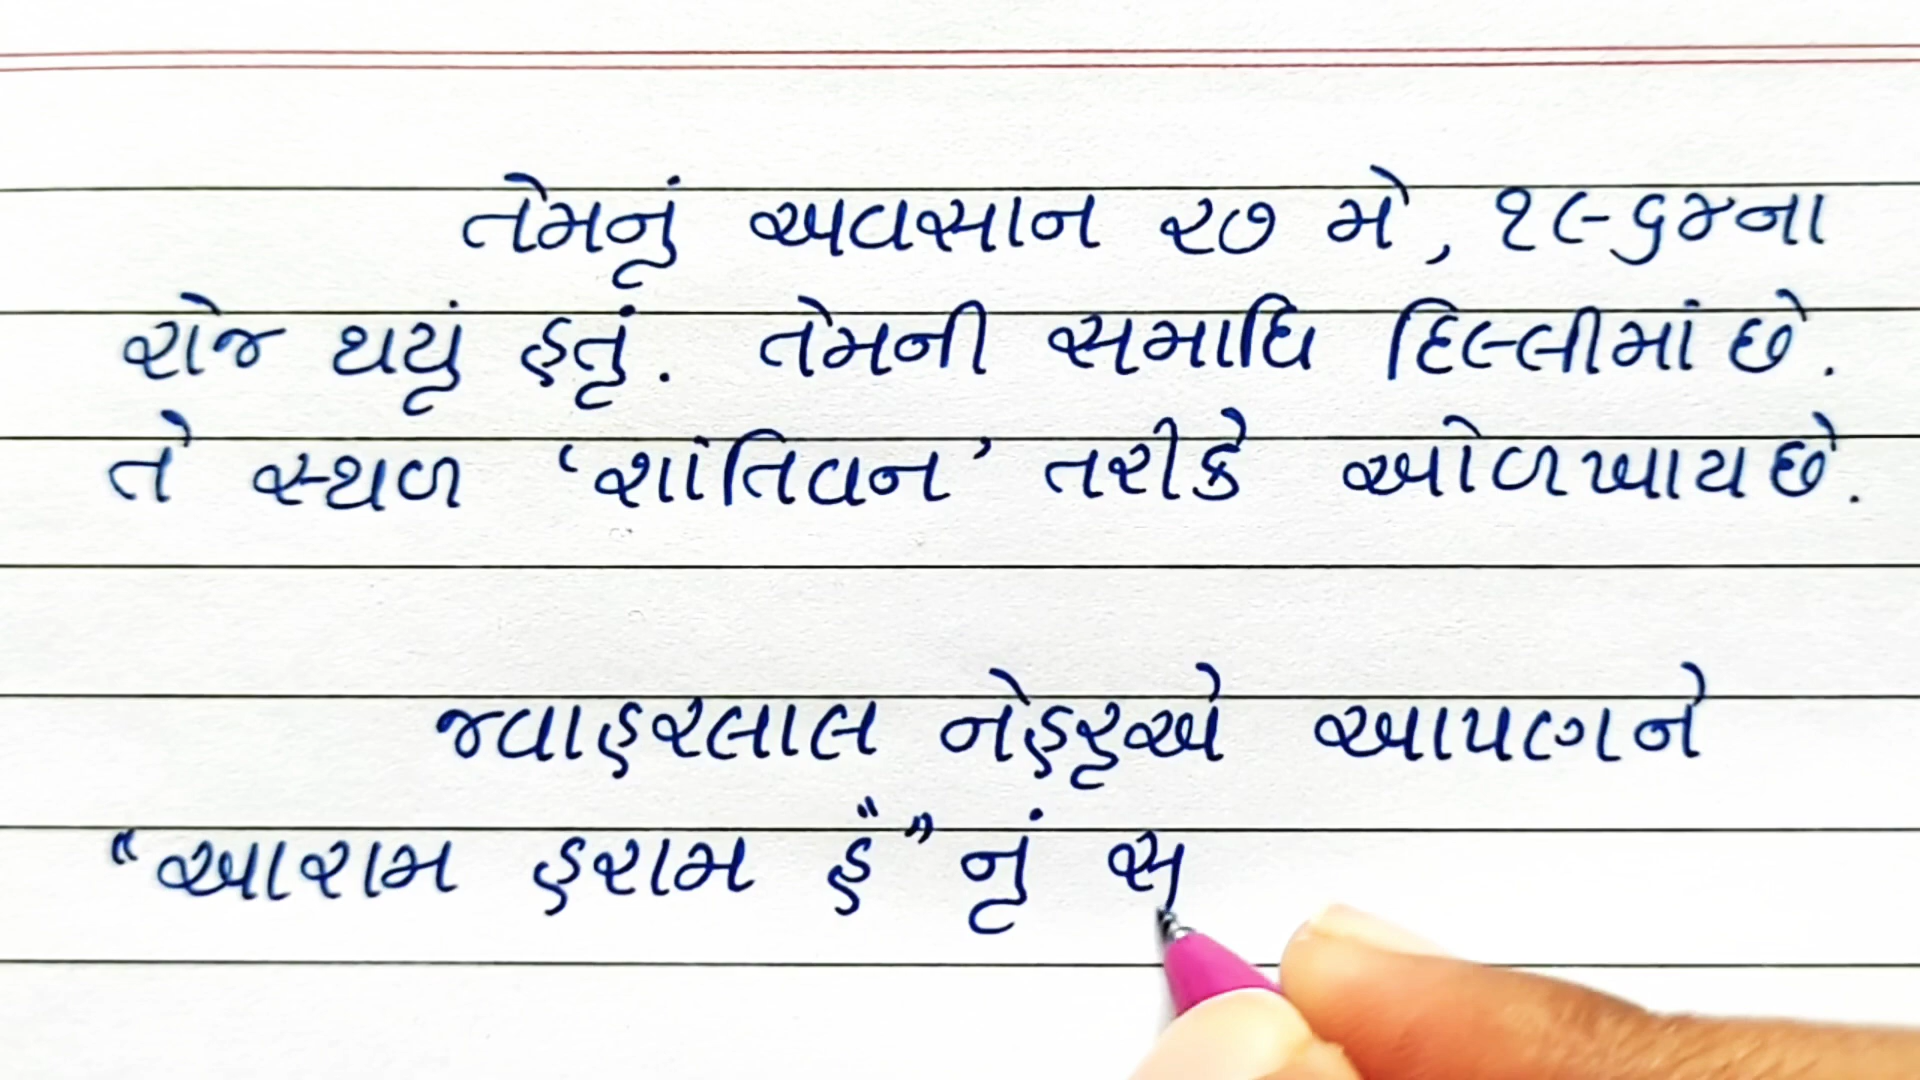 તેમનું અવસાન ૨૭ મે, ૧૯૬૪ના
રોજ થયું હતું. તેમની સમાધિ દિલ્લીમાં છે.
તે સ્થળ ‘શાંતિવન’ તરીકે ઓળખાય છે.
જવાહરલાલ નેહરૂએ આપણને
“આરામ હરામ હૈ” નું સ